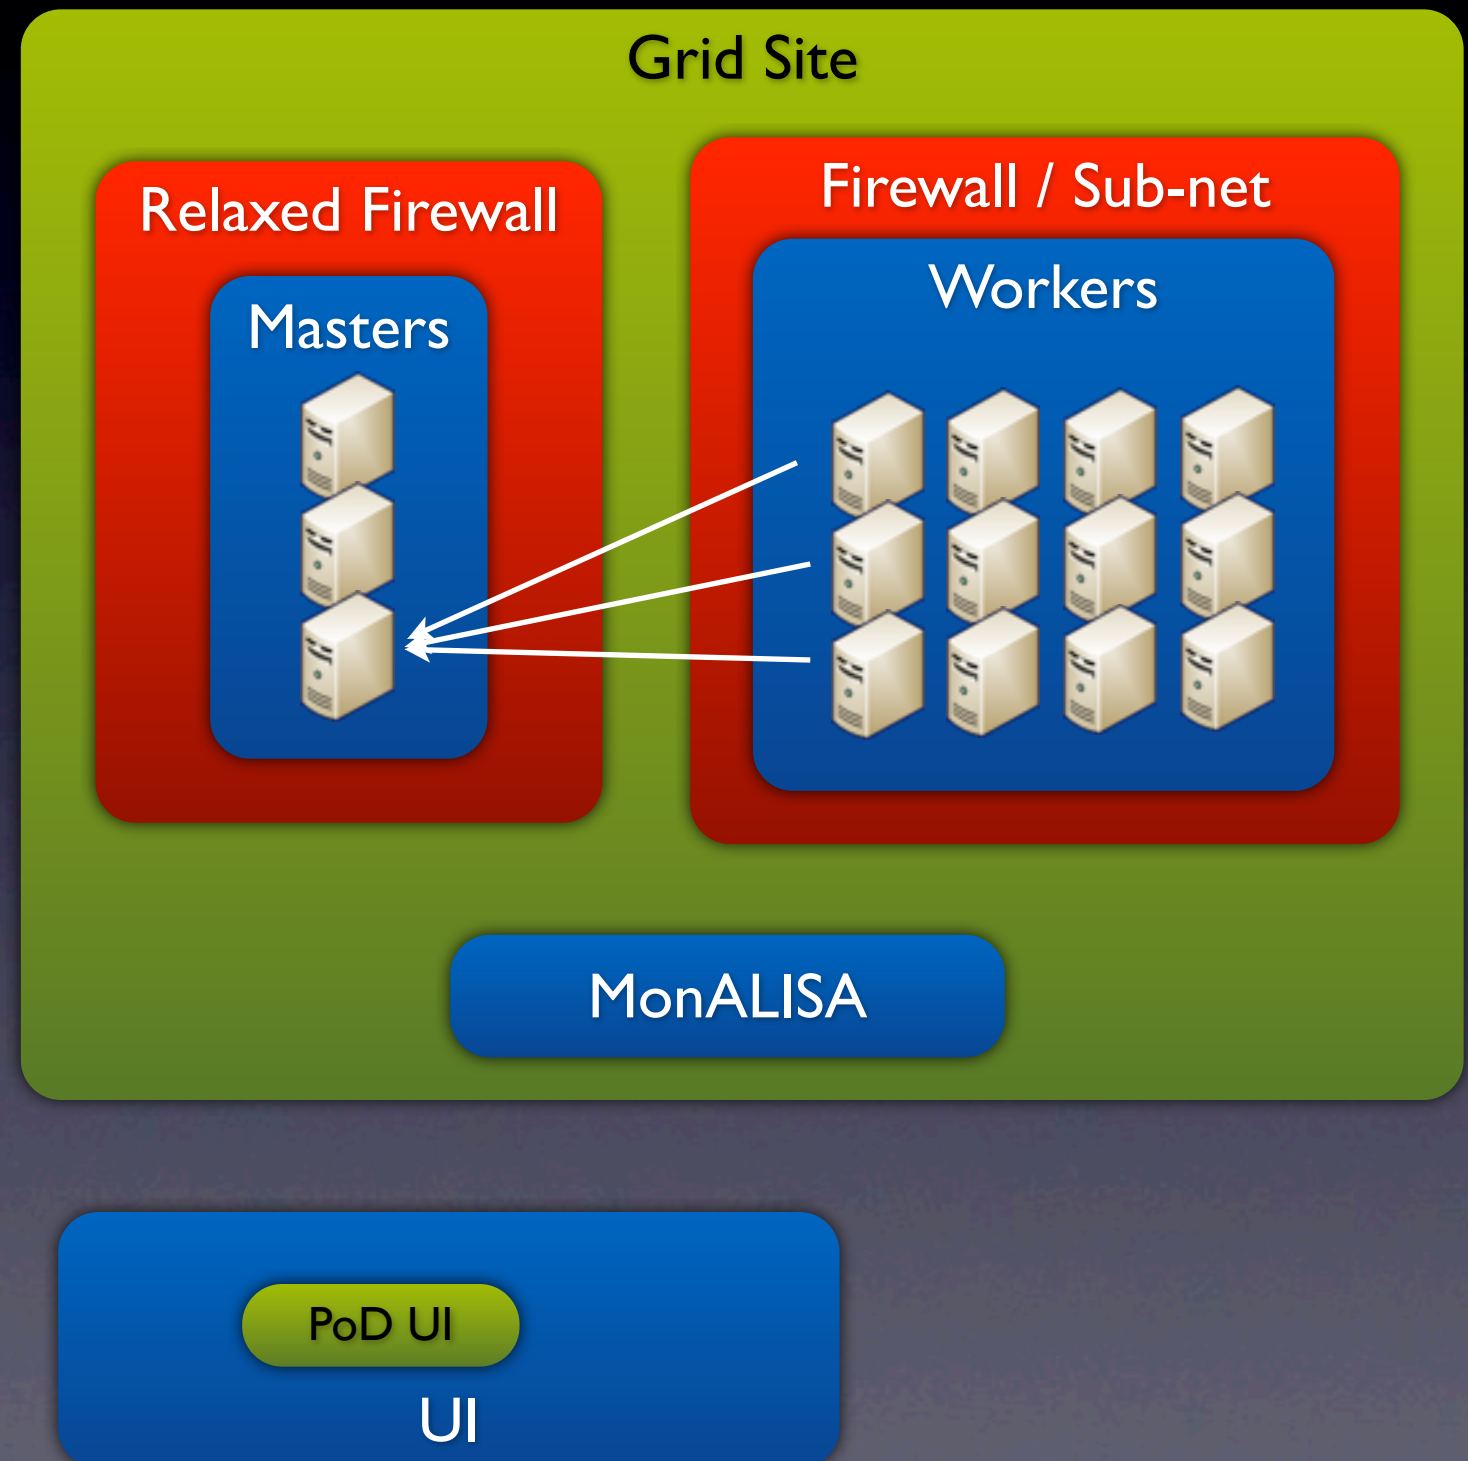 Grid Site
Relaxed Firewall
Firewall / Sub-net
Masters
Workers
MonALISA
PoD UI
UI